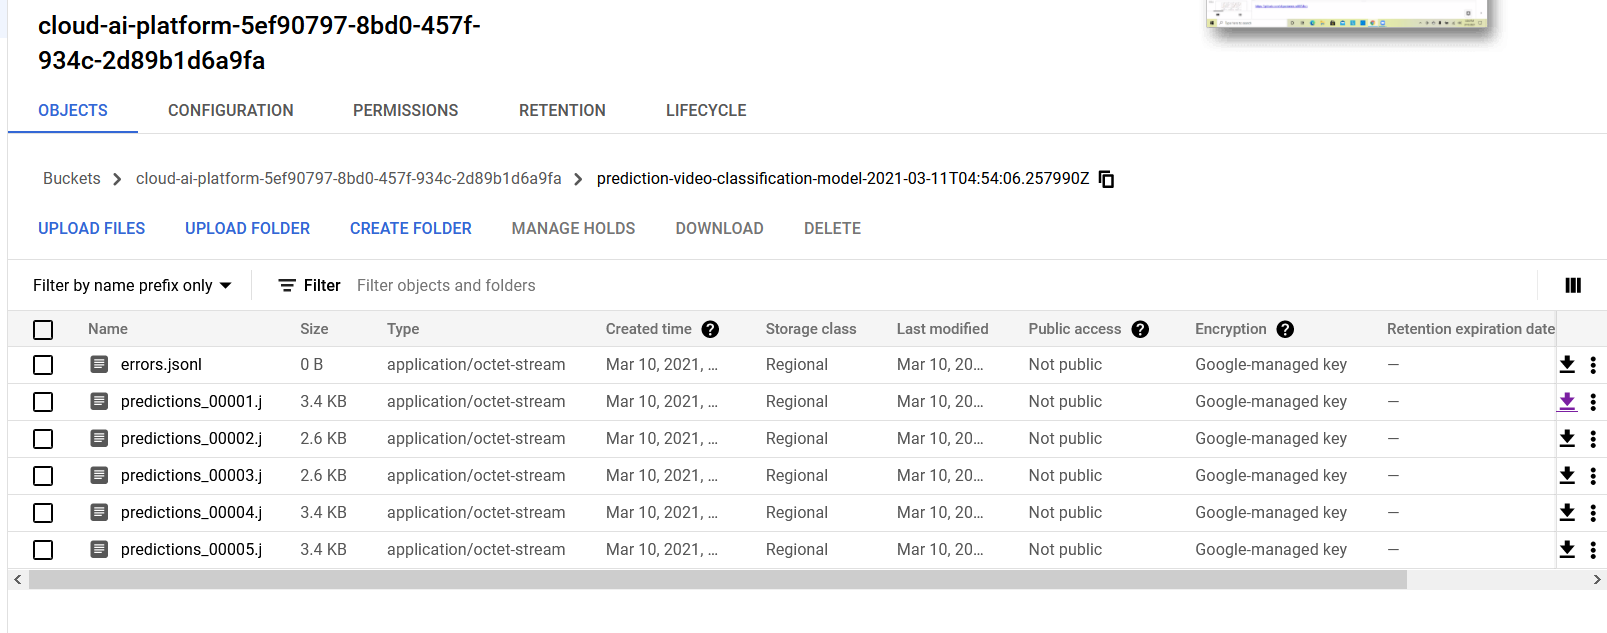 cloud-ai-platform-5ef90797-8bd0-457f-
934c-2d89b1d6a9fa
OBJECTS CONFIGURATION PERMISSIONS RETENTION LIFECYCLE
Buckets > cloud-ai-platform-5ef90797-8bd0-457f-934c-2d89b1d6a9fa > prediction-video-classification-model-2021-03-11T04:54:06.257990Z
UPLOAD FILES UPLOAD FOLDER CREATE FOLDER MANAGE HOLDS DOWNLOAD DELETE
Filter by name prefix only Filter Filter objects and folders
Name Size Type Created time Storage class Last modified Public access Encryption Retention expiration date
errors.jsonl 0 B application/octet-stream Mar 10, 2021, ... Regional Mar 10, 20... Not public Google-managed key —
predictions_00001.j 3.4 KB application/octet-stream Mar 10, 2021, ... Regional Mar 10, 20... Not public Google-managed key —
predictions_00002.j 2.6 KB application/octet-stream Mar 10, 2021, ... Regional Mar 10, 20... Not public Google-managed key —
predictions_00003.j 2.6 KB application/octet-stream Mar 10, 2021, ... Regional Mar 10, 20... Not public Google-managed key —
predictions_00004.j 3.4 KB application/octet-stream Mar 10, 2021, ... Regional Mar 10, 20... Not public Google-managed key —
predictions_00005.j 3.4 KB application/octet-stream Mar 10, 2021, ... Regional Mar 10, 20... Not public Google-managed key —